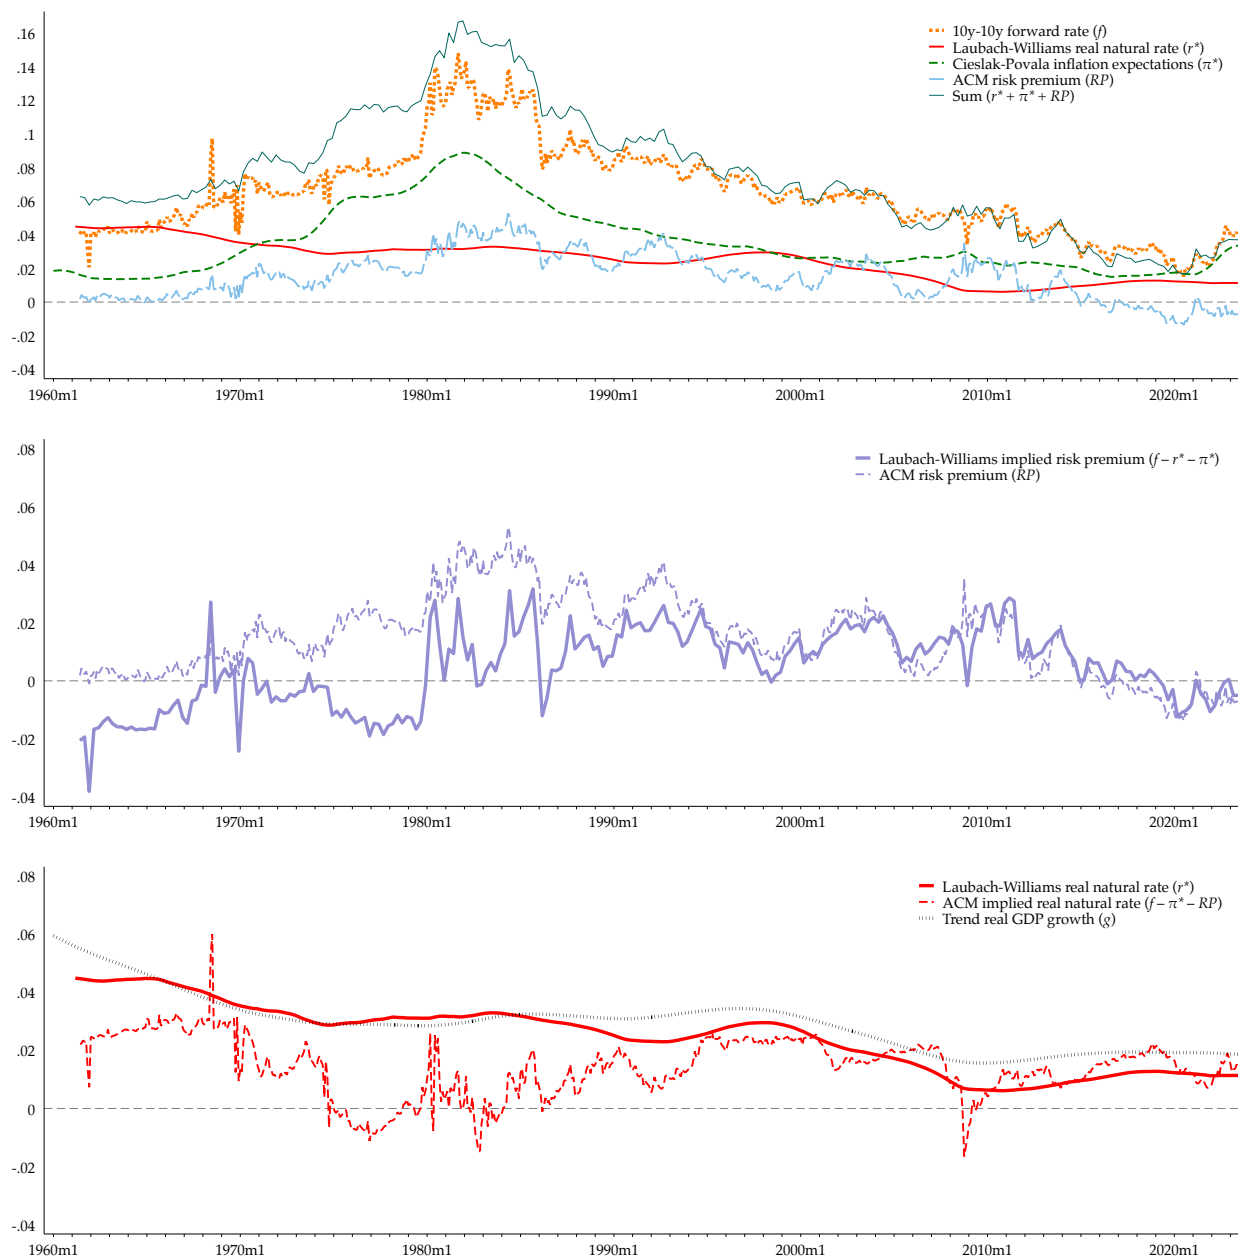 .16
.14
.12
.1
.08
.06
.04
.02
0
-.02
-.04
10y-10y forward rate (f)
Laubach-Williams real natural rate (r*)
Cieslak-Povala inflation expectations (π*)
ACM risk premium (RP)
Sum (r* + π* + RP)
1960m1 1970m1 1980m1 1990m1 2000m1 2010m1 2020m1
.08
.06
.04
.02
0
-.02
-.04
Laubach-Williams implied risk premium (f – r* – π*)
ACM risk premium (RP)
1960m1 1970m1 1980m1 1990m1 2000m1 2010m1 2020m1
.08
.06
.04
.02
0
-.02
-.04
Laubach-Williams real natural rate (r*)
ACM implied real natural rate (f – π* – RP)
Trend real GDP growth (g)
1960m1 1970m1 1980m1 1990m1 2000m1 2010m1 2020m1